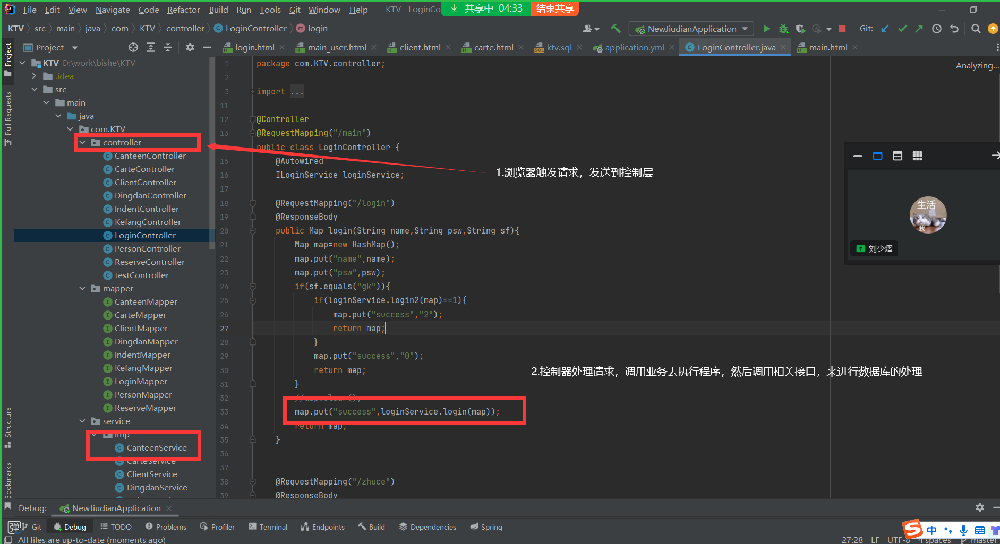 File Edit View Navigate Code Refactor Build Run Tools Git Window Help KTV - LoginCo 共享中 04:33 结束共享
KTV src main java com KTV controller LoginController login NewJiudianApplication Git:
Project login.html main_user.html client.html carte.html ktv.sql application.yml LoginController.java main.html
Analyzing...
Project
Pull Requests
Structure
Bookmarks
KTV D:\work\bishe\KTV
.idea
src
main
java
com.KTV
controller
CanteenController
CarteController
ClientController
DingdanController
IndentController
KefangController
LoginController
PersonController
ReserveController
testController
mapper
CanteenMapper
CarteMapper
ClientMapper
DingdanMapper
IndentMapper
KefangMapper
LoginMapper
PersonMapper
ReserveMapper
service
imp
CanteenService
CarteService
ClientService
DingdanService
1 package com.KTV.controller;
2
3 import ...
11
12 @Controller
13 @RequestMapping("/main")
public class LoginController {
15 @Autowired
16 ILoginService loginService;
17
18 @RequestMapping("/login")
19 @ResponseBody
20 public Map login(String name,String psw,String sf){
21 Map map=new HashMap();
22 map.put("name",name);
23 map.put("psw",psw);
24 if(sf.equals("gk")){
25 if(loginService.login2(map)==1){
26 map.put("success","2");
27 return map;
28 }
29 map.put("success","0");
30 return map;
31 }
32 //map.clear();
33 map.put("success",loginService.login(map));
34 return map;
35 }
36
37
38 @RequestMapping("/zhuce")
39 @ResponseBody
1.浏览器触发请求，发送到控制层
2.控制器处理请求，调用业务去执行程序，然后调用相关接口，来进行数据库的处理
生活
我
刘少熠
Debug: NewJiudianApplication
弹 Git Debug TODO Problems Profiler Terminal Endpoints Build Dependencies Spring
S 中
All files are up-to-date (moments ago) 27:28 LF UTF-8 4 spaces master